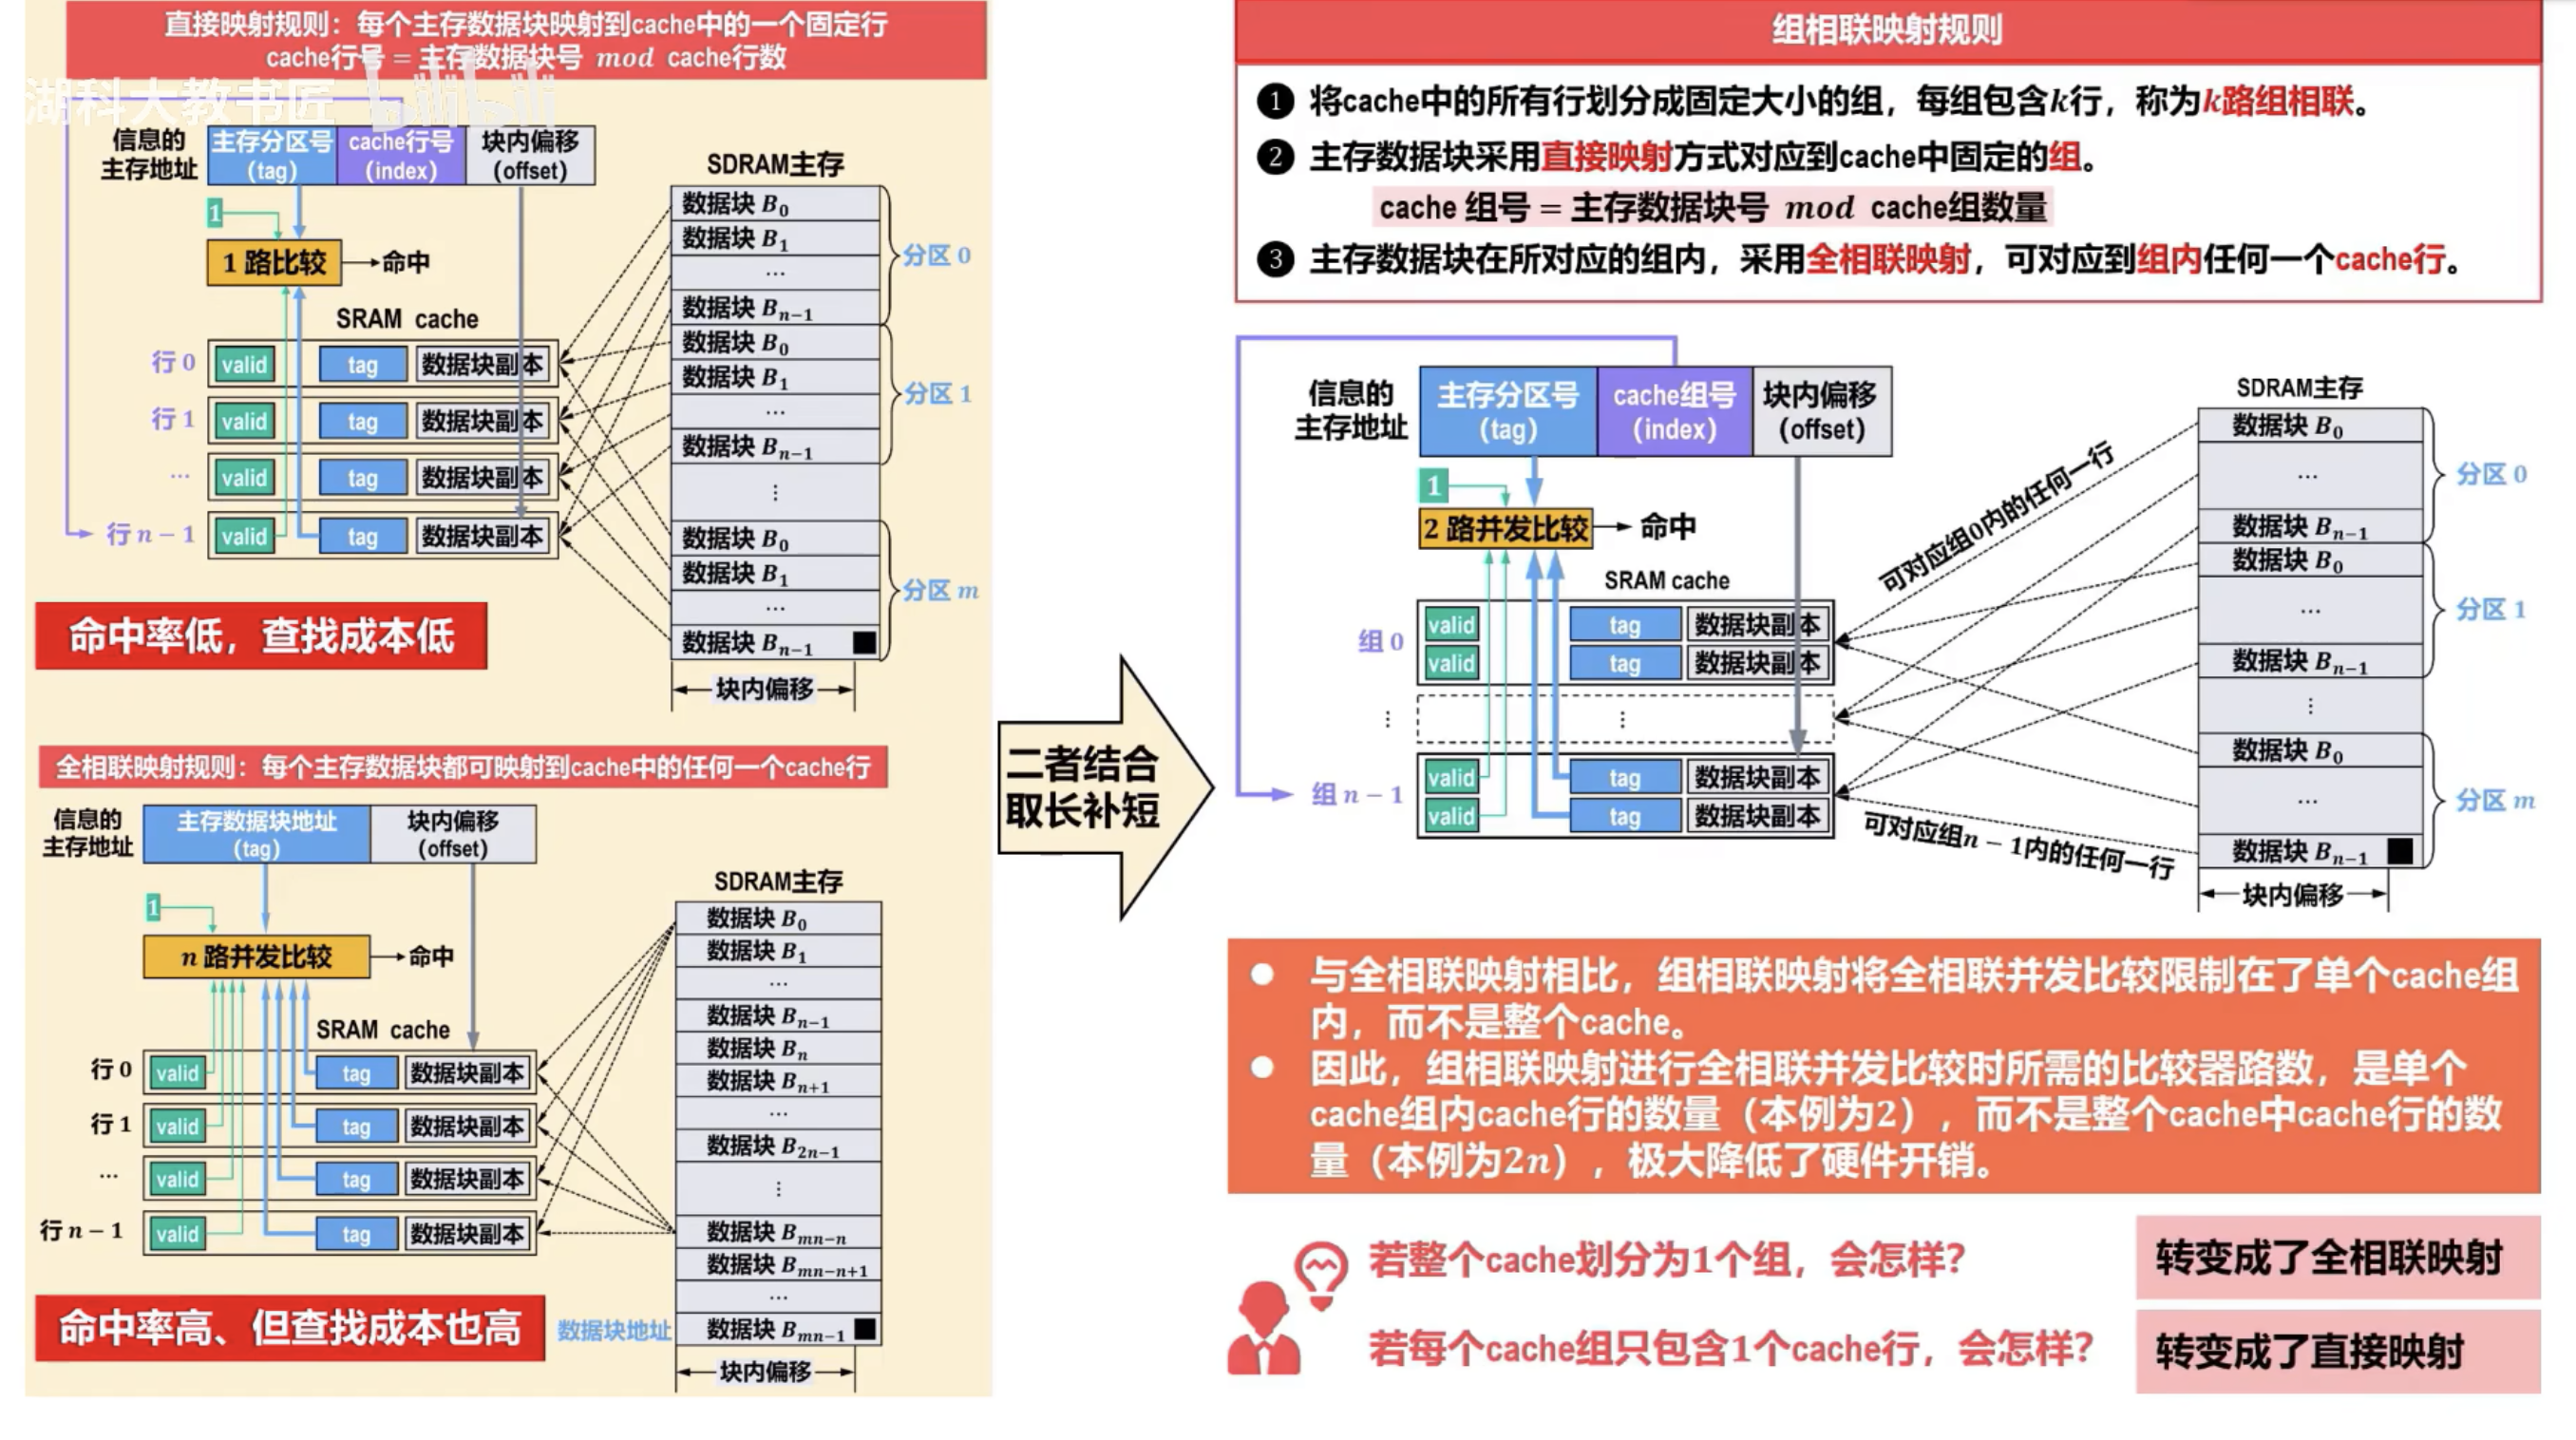 直接映射规则：每个主存数据块映射到cache中的一个固定行
cache行号 = 主存数据块号 mod cache行数
湖科大教书匠 bilibili
信息的
主存地址
主存分区号
(tag)
cache行号
(index)
块内偏移
(offset)
1
1 路比较
命中
SRAM cache
行 0
valid
tag
数据块副本
行 1
valid
tag
数据块副本
...
valid
tag
数据块副本
行 n − 1
valid
tag
数据块副本
SDRAM主存
数据块 B0
数据块 B1
...
数据块 Bn−1
分区 0
数据块 B0
数据块 B1
...
数据块 Bn−1
分区 1
⋮
数据块 B0
数据块 B1
...
数据块 Bn−1
分区 m
块内偏移
命中率低，查找成本低
全相联映射规则：每个主存数据块都可映射到cache中的任何一个cache行
信息的
主存地址
主存数据块地址
(tag)
块内偏移
(offset)
1
n 路并发比较
命中
SRAM cache
行 0
valid
tag
数据块副本
行 1
valid
tag
数据块副本
...
valid
tag
数据块副本
行 n − 1
valid
tag
数据块副本
SDRAM主存
数据块 B0
数据块 B1
...
数据块 Bn−1
数据块 Bn
数据块 Bn+1
...
数据块 B2n−1
⋮
数据块 Bmn−n
数据块 Bmn−n+1
...
数据块地址
数据块 Bmn−1
块内偏移
命中率高、但查找成本也高
二者结合
取长补短
组相联映射规则
❶ 将cache中的所有行划分成固定大小的组，每组包含k行，称为k路组相联。
❷ 主存数据块采用直接映射方式对应到cache中固定的组。
cache 组号 = 主存数据块号 mod cache组数量
❸ 主存数据块在所对应的组内，采用全相联映射，可对应到组内任何一个cache行。
信息的
主存地址
主存分区号
(tag)
cache组号
(index)
块内偏移
(offset)
1
2 路并发比较
命中
SRAM cache
组 0
valid
tag
数据块副本
valid
tag
数据块副本
⋮
⋮
组 n − 1
valid
tag
数据块副本
valid
tag
数据块副本
可对应组0内的任何一行
可对应组n − 1内的任何一行
SDRAM主存
数据块 B0
...
数据块 Bn−1
分区 0
数据块 B0
...
数据块 Bn−1
分区 1
⋮
数据块 B0
...
数据块 Bn−1
分区 m
块内偏移
● 与全相联映射相比，组相联映射将全相联并发比较限制在了单个cache组
内，而不是整个cache。
● 因此，组相联映射进行全相联并发比较时所需的比较器路数，是单个
cache组内cache行的数量（本例为2），而不是整个cache中cache行的数
量（本例为2n），极大降低了硬件开销。
若整个cache划分为1个组，会怎样？
转变成了全相联映射
若每个cache组只包含1个cache行，会怎样？
转变成了直接映射